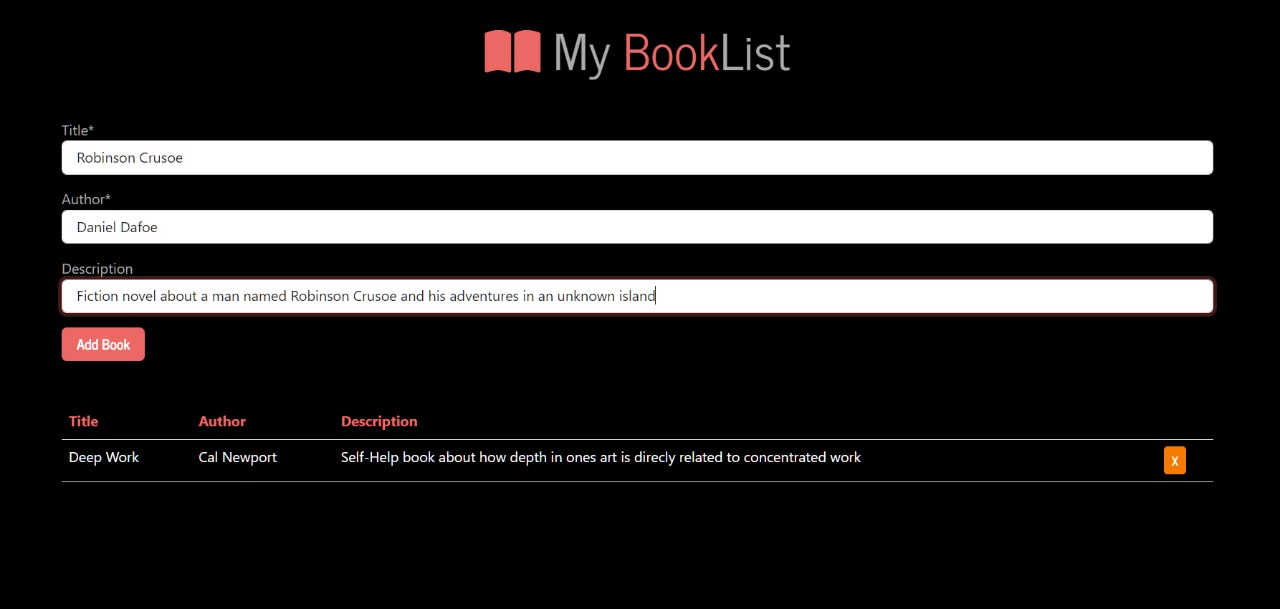 My BookList
Title*
Robinson Crusoe
Author*
Daniel Dafoe
Description
Fiction novel about a man named Robinson Crusoe and his adventures in an unknown island
Add Book
Title Author Description
Deep Work Cal Newport Self-Help book about how depth in ones art is direcly related to concentrated work X